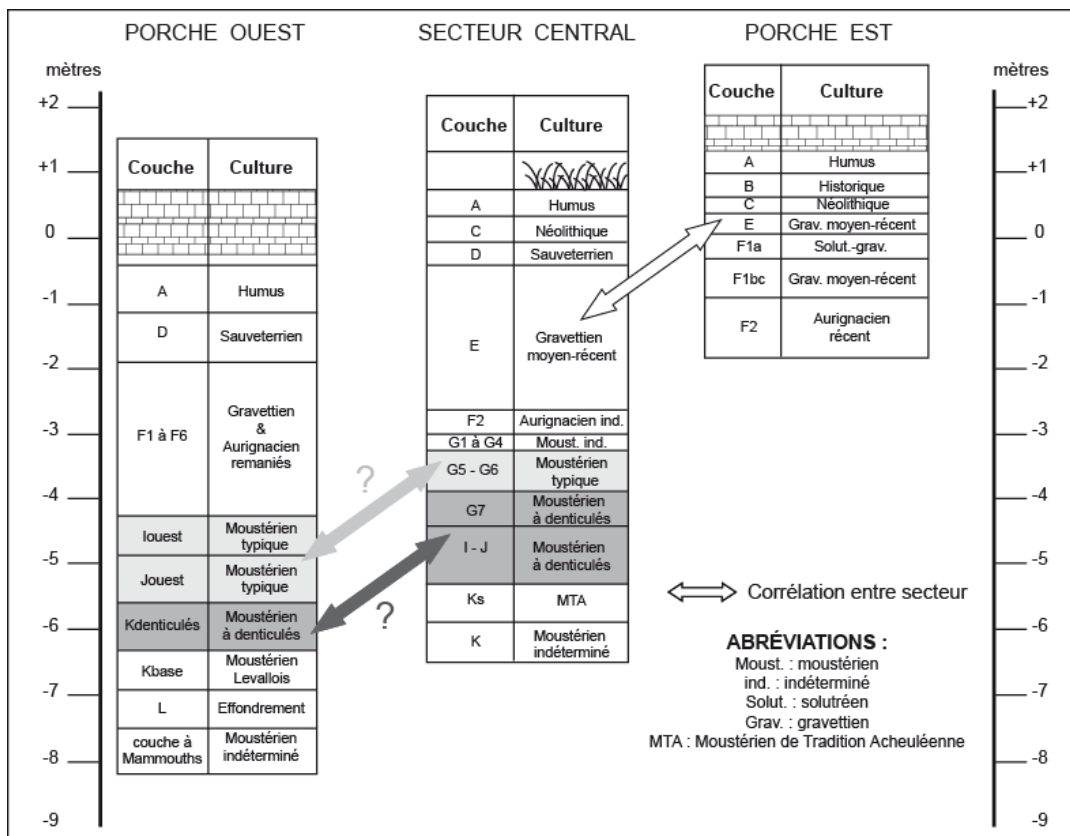 PORCHE OUEST
SECTEUR CENTRAL
PORCHE EST
mètres
+2
+1
0
-1
-2
-3
-4
-5
-6
-7
-8
-9
Couche Culture
A Humus
D Sauveterrien
F1 à F6 Gravettien
&
Aurignacien
remaniés
Iouest Moustérien
typique
Jouest Moustérien
typique
Kdenticulés Moustérien
à denticulés
Kbase Moustérien
Levallois
L Effondrement
couche à
Mammouths
Moustérien
indéterminé
?
?
Couche Culture
A Humus
C Néolithique
D Sauveterrien
E Gravettien
moyen-récent
F2 Aurignacien ind.
G1 à G4 Moust. ind.
G5 - G6 Moustérien
typique
G7 Moustérien
à denticulés
I - J Moustérien
à denticulés
Ks MTA
K Moustérien
indéterminé
Couche Culture
A Humus
B Historique
C Néolithique
E Grav. moyen-récent
F1a Solut.-grav.
F1bc Grav. moyen-récent
F2 Aurignacien
récent
mètres
+2
+1
0
-1
-2
-3
-4
-5
-6
-7
-8
-9
Corrélation entre secteur
ABRÉVIATIONS :
Moust. : moustérien
ind. : indéterminé
Solut. : solutréen
Grav. : gravettien
MTA : Moustérien de Tradition Acheuléenne